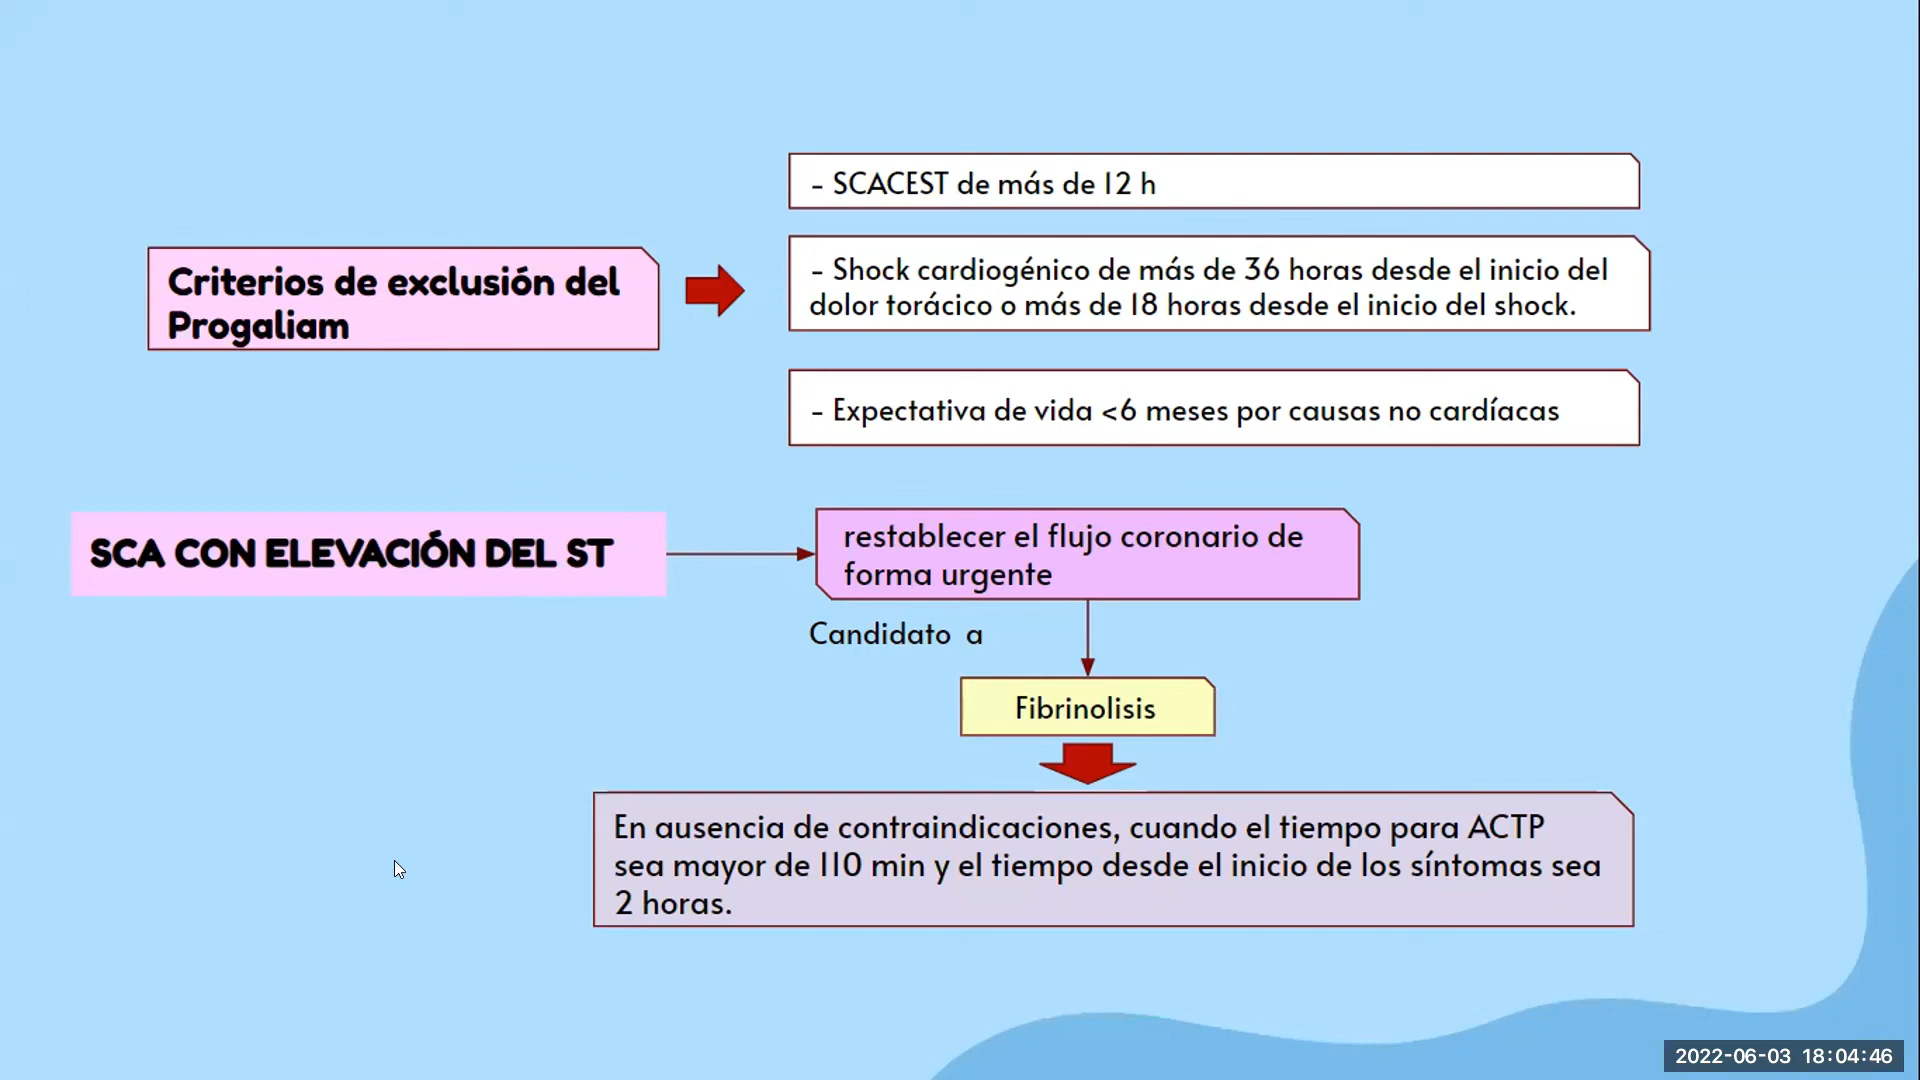 - SCACEST de más de 12 h
Criterios de exclusión del
Progaliam
- Shock cardiogénico de más de 36 horas desde el inicio del
dolor torácico o más de 18 horas desde el inicio del shock.
- Expectativa de vida <6 meses por causas no cardíacas
SCA CON ELEVACIÓN DEL ST
restablecer el flujo coronario de
forma urgente
Candidato a
Fibrinolisis
En ausencia de contraindicaciones, cuando el tiempo para ACTP
sea mayor de 110 min y el tiempo desde el inicio de los síntomas sea
2 horas.
2022-06-03 18:04:46